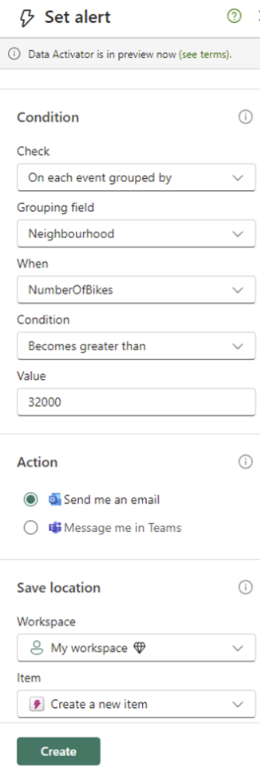 Set alert
Data Activator is in preview now (see terms).
Condition
Check
On each event grouped by
Grouping field
Neighbourhood
When
NumberOfBikes
Condition
Becomes greater than
Value
32000
Action
Send me an email
Message me in Teams
Save location
Workspace
My workspace
Item
Create a new item
Create